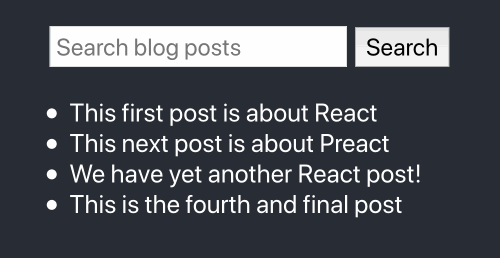 Search blog posts
Search
This first post is about React
This next post is about Preact
We have yet another React post!
This is the fourth and final post